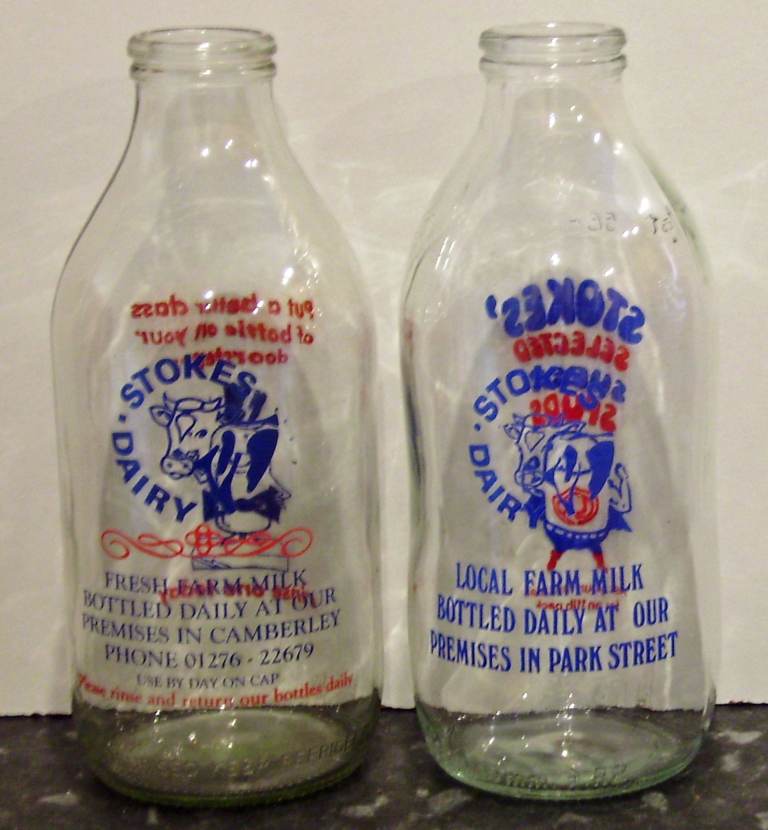 put a better class
of bottle on your
doorstep
STOKES'
DAIRY
FRESH FARM MILK
BOTTLED DAILY AT OUR
PREMISES IN CAMBERLEY
PHONE 01276 - 22679
USE BY DAY ON CAP
Please rinse and return our bottles daily
STOKES'
SELECTED
SPUDS
STOKES'
DAIRY
LOCAL FARM MILK
BOTTLED DAILY AT OUR
PREMISES IN PARK STREET